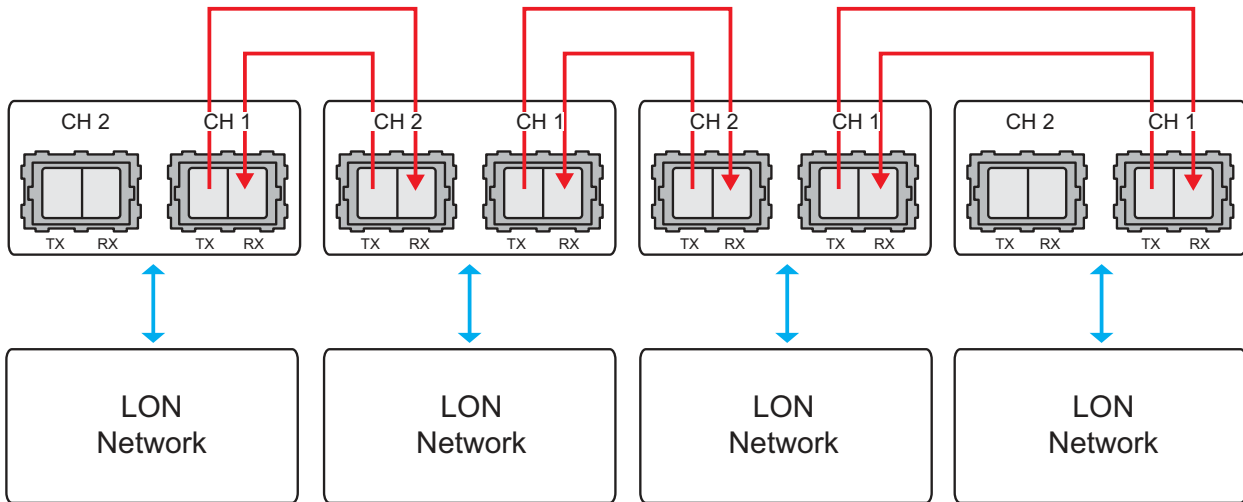 CH 2 CH 1 CH 2 CH 1 CH 2 CH 1 CH 2 CH 1
TX RX TX RX TX RX TX RX TX RX TX RX TX RX TX RX
LON LON LON LON
Network Network Network Network